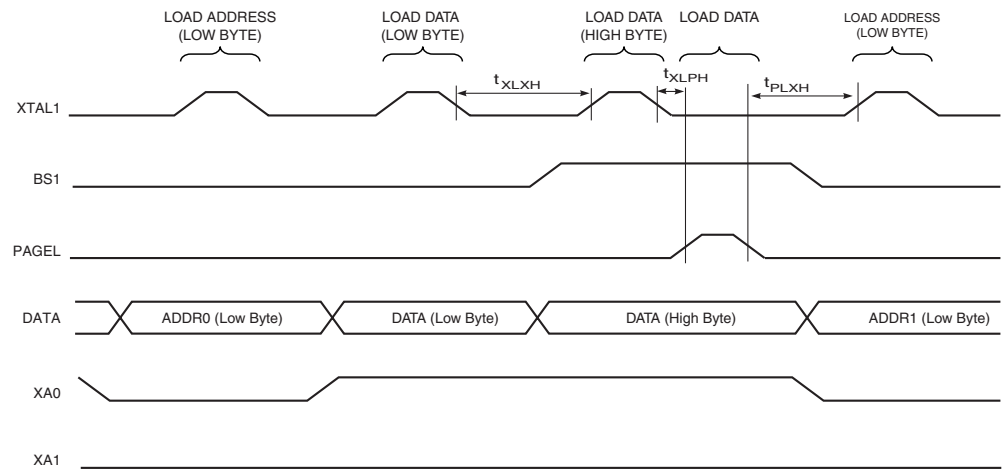 LOAD ADDRESS
(LOW BYTE)
LOAD DATA
(LOW BYTE)
LOAD DATA
(HIGH BYTE)
LOAD DATA
LOAD ADDRESS
(LOW BYTE)
tXLXH
tXLPH
tPLXH
XTAL1
BS1
PAGEL
DATA
ADDR0 (Low Byte)
DATA (Low Byte)
DATA (High Byte)
ADDR1 (Low Byte)
XA0
XA1